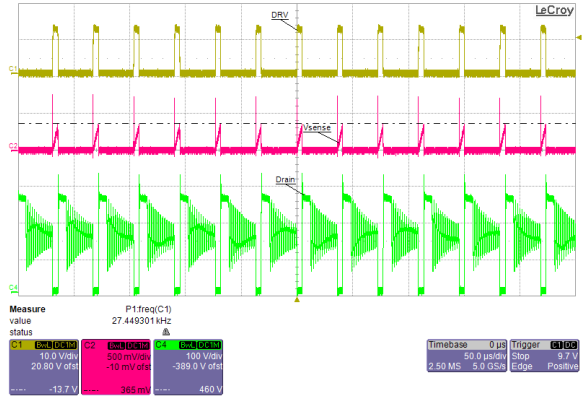 LeCroy
DRV
C1
Vsense
C2
Drain
C4
Measure P1:freq(C1)
value 27.449301 kHz
status
C1 BwL DC1M
10.0 V/div
20.80 V ofst
-13.7 V
C2 BwL DC1M
500 mV/div
-10 mV ofst
365 mV
C4 BwL DC1M
100 V/div
-389.0 V ofst
460 V
Timebase 0 µs
50.0 µs/div
2.50 MS 5.0 GS/s
Trigger C1 DC
Stop 9.7 V
Edge Positive